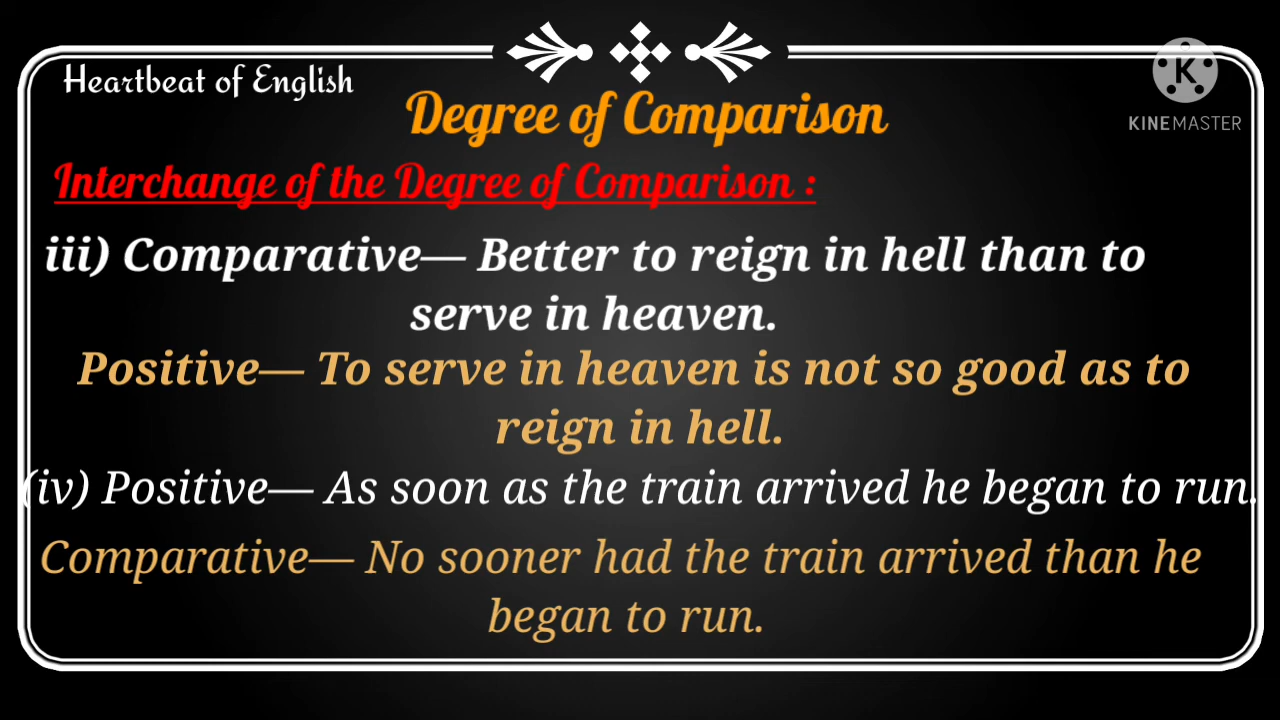 Heartbeat of English
KINEMASTER
Degree of Comparison
Interchange of the Degree of Comparison :
iii) Comparative— Better to reign in hell than to
serve in heaven.
Positive— To serve in heaven is not so good as to
reign in hell.
(iv) Positive— As soon as the train arrived he began to run.
Comparative— No sooner had the train arrived than he
began to run.